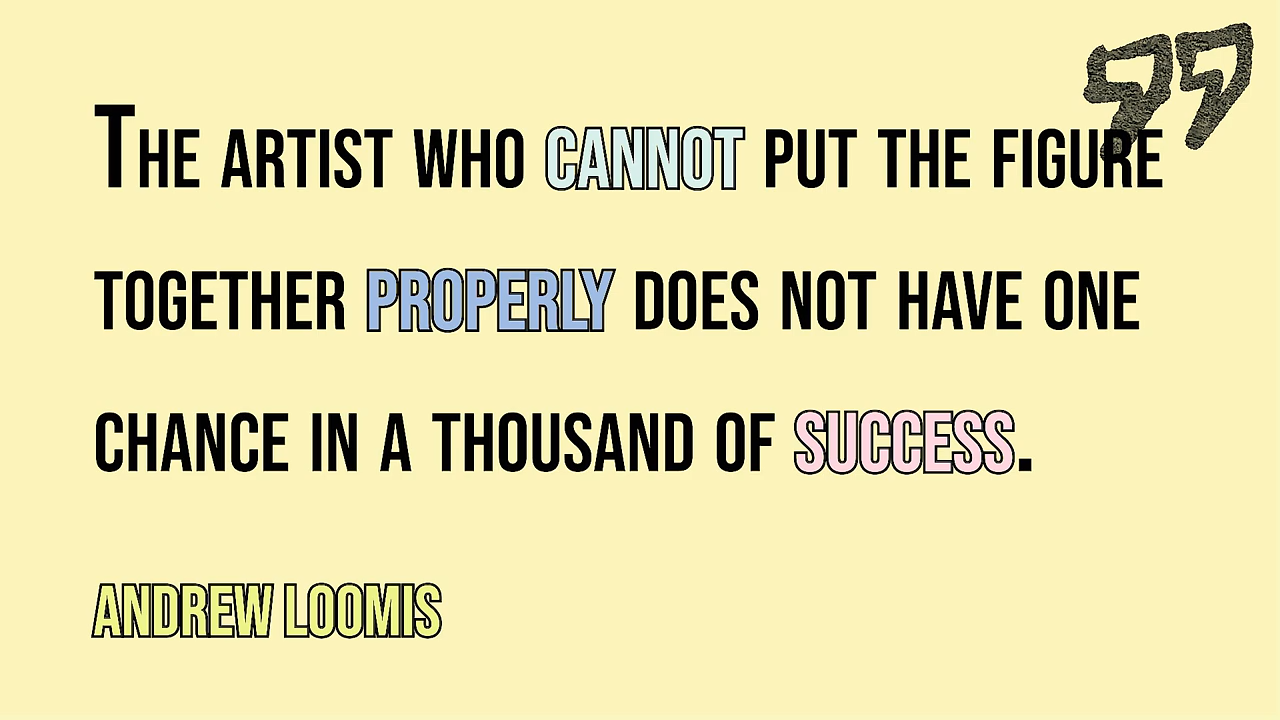 The artist who cannot put the figure
together properly does not have one
chance in a thousand of success.
Andrew Loomis